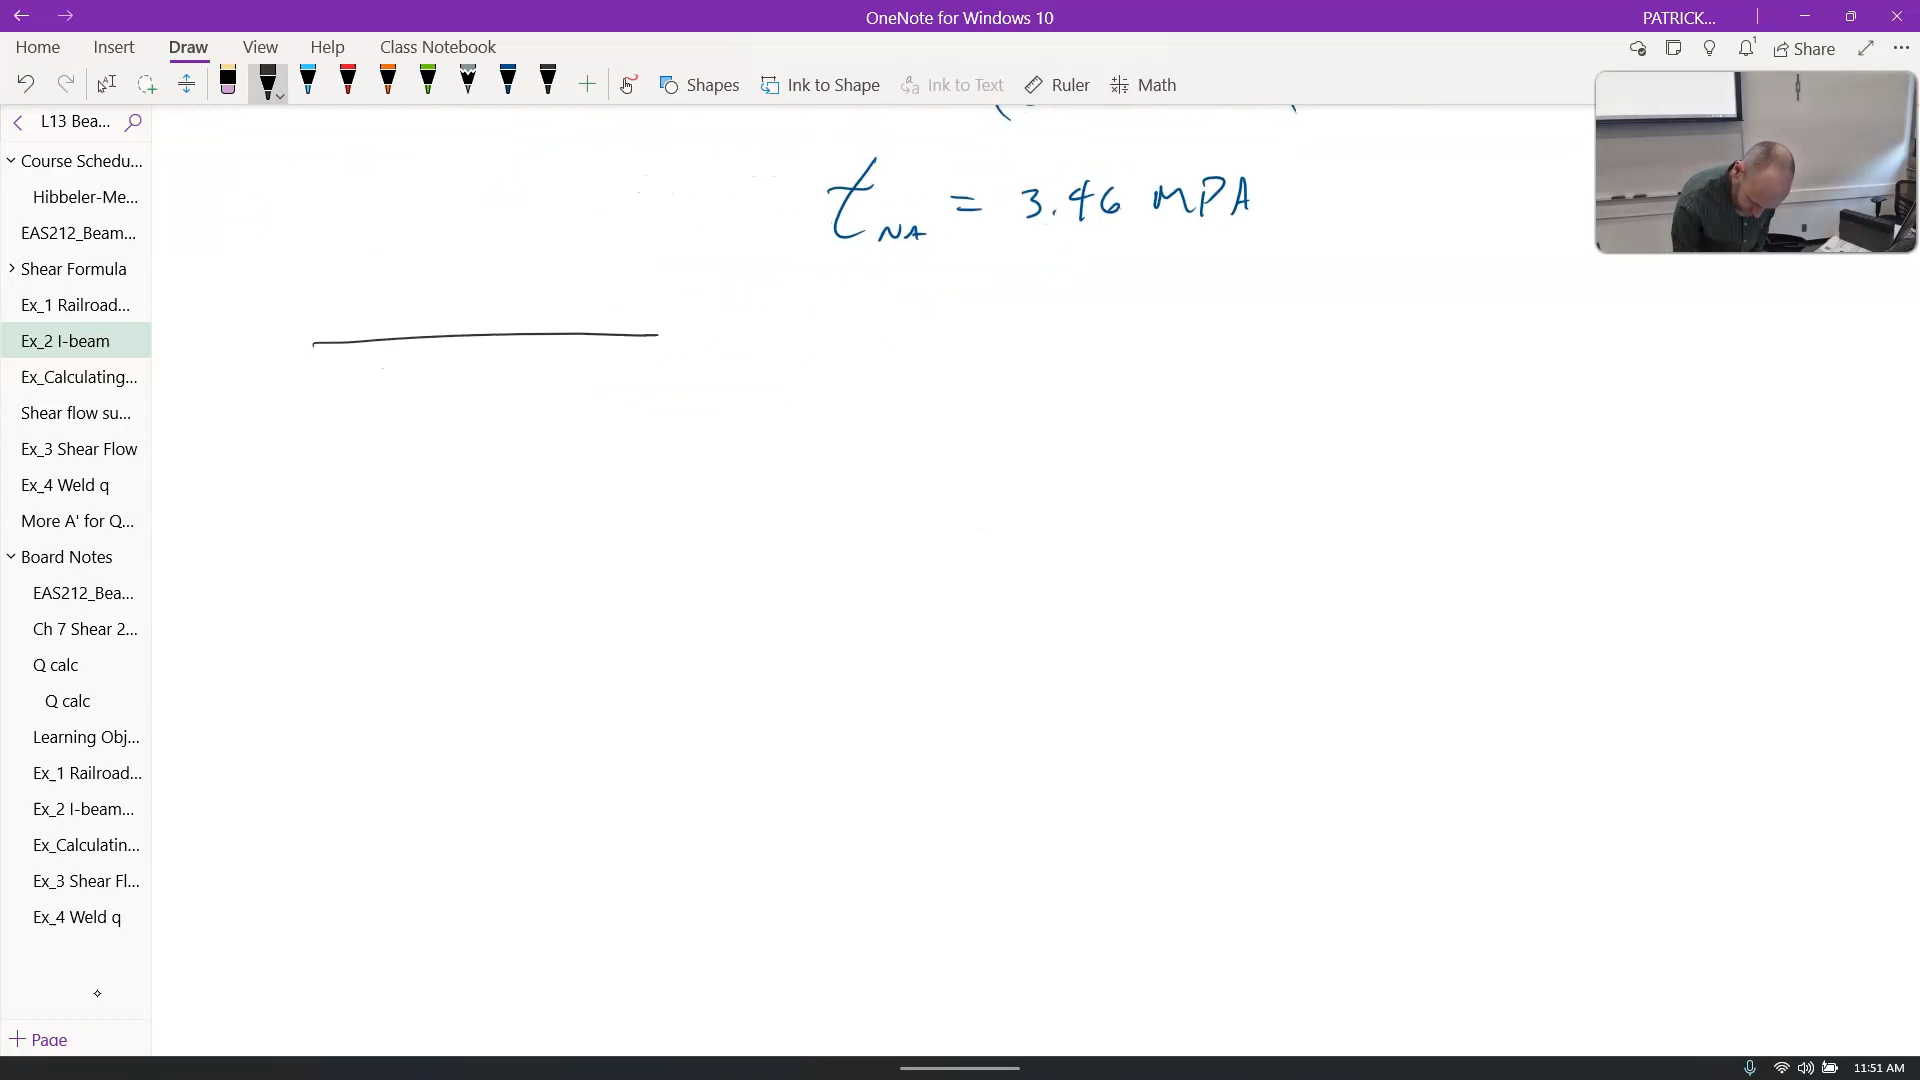 OneNote for Windows 10
PATRICK...
Home Insert Draw View Help Class Notebook
Share
Shapes Ink to Shape Ink to Text Ruler Math
L13 Bea...
Course Schedu...
Hibbeler-Me...
EAS212_Beam...
Shear Formula
Ex_1 Railroad...
Ex_2 I-beam
Ex_Calculating...
Shear flow su...
Ex_3 Shear Flow
Ex_4 Weld q
More A' for Q...
Board Notes
EAS212_Bea...
Ch 7 Shear 2...
Q calc
Q calc
Learning Obj...
Ex_1 Railroad...
Ex_2 I-beam...
Ex_Calculatin...
Ex_3 Shear Fl...
Ex_4 Weld q
Page
τNA = 3.46 MPA
11:51 AM